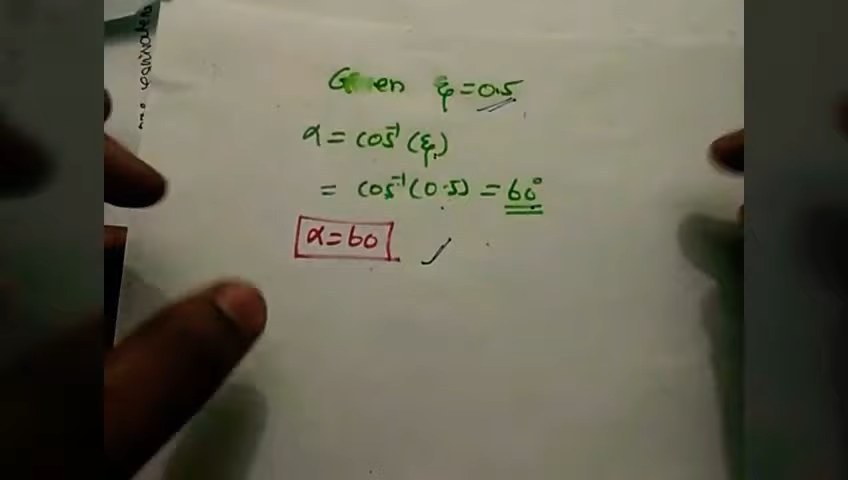 Given ξ = 0.5
α = cos⁻¹ (ξ)
= cos⁻¹ (0.5) = 60°
α = 60